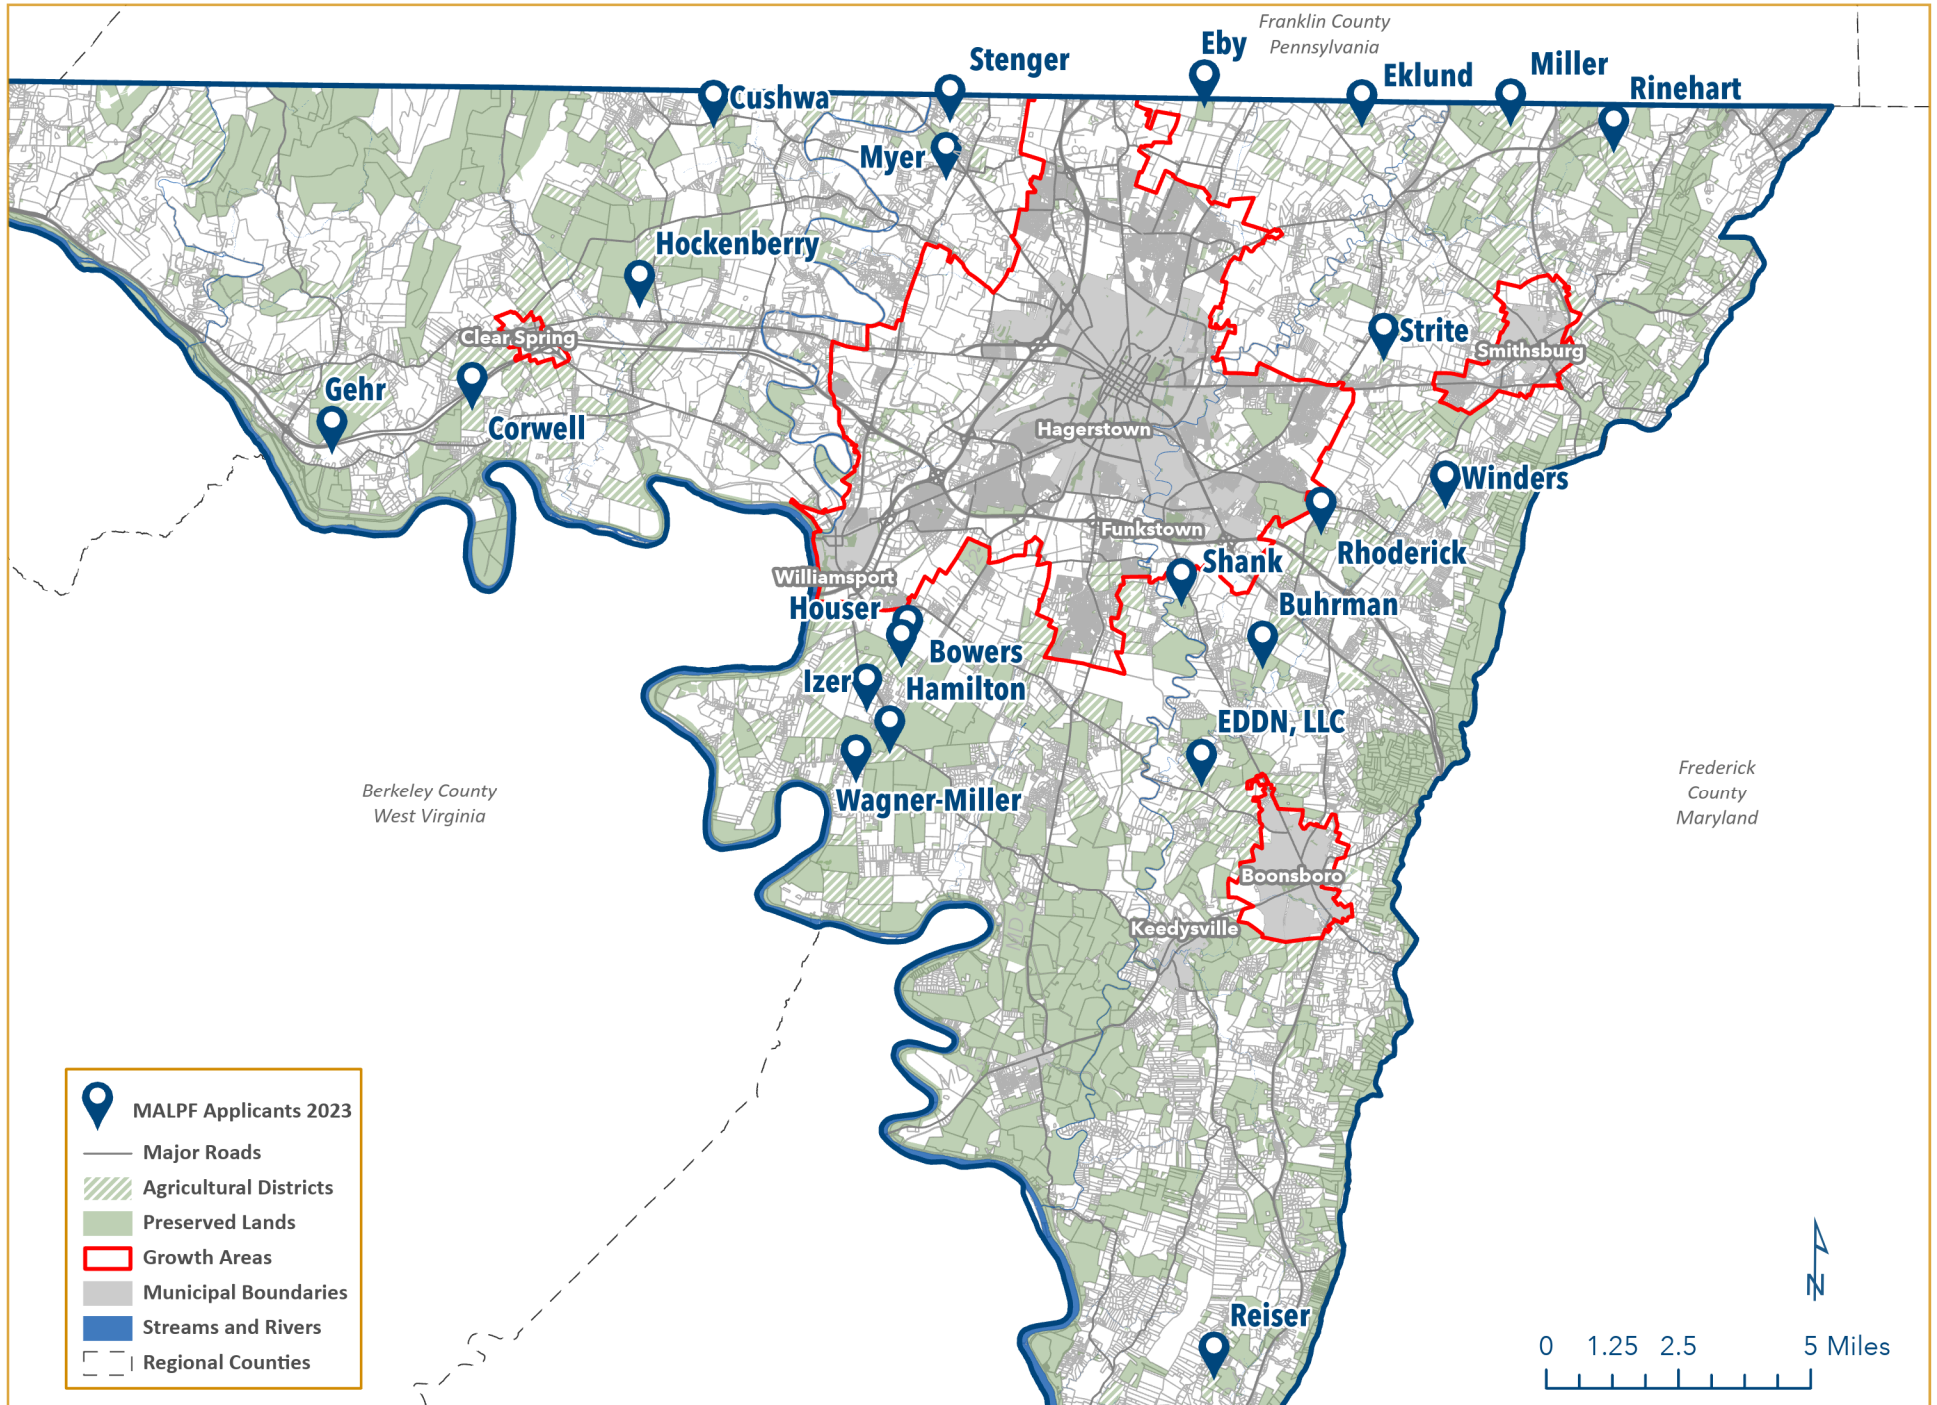 Franklin County
Pennsylvania
Stenger
Eby
Eklund
Miller
Rinehart
Cushwa
Myer
Hockenberry
Clear Spring
Strite
Smithsburg
Gehr
Corwell
Hagerstown
Winders
Funkstown
Rhoderick
Shank
Williamsport
Houser
Buhrman
Bowers
Izer
Hamilton
EDDN, LLC
Wagner-Miller
Berkeley County
West Virginia
Frederick
County
Maryland
Boonsboro
Keedysville
MD
MD
Reiser
MALPF Applicants 2023
Major Roads
Agricultural Districts
Preserved Lands
Growth Areas
Municipal Boundaries
Streams and Rivers
Regional Counties
N
0 1.25 2.5 5 Miles